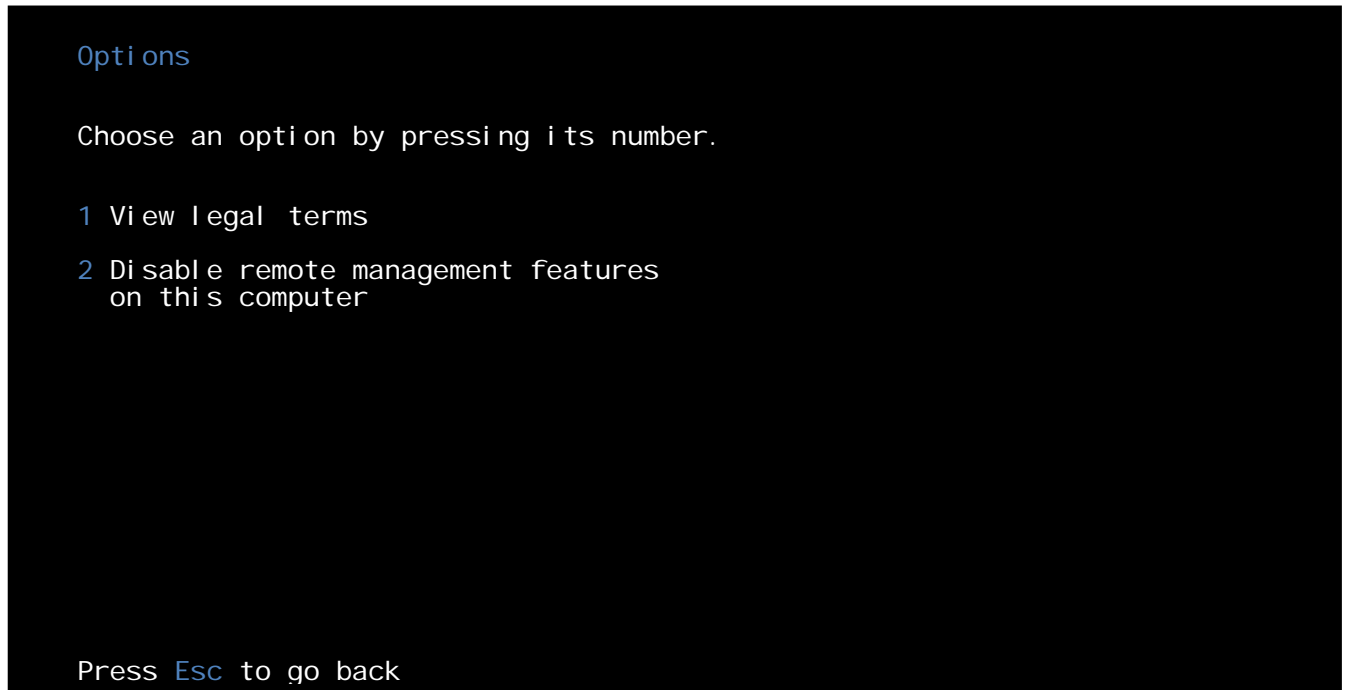 Options
Choose an option by pressing its number.
1 View legal terms
2 Disable remote management features
on this computer
Press Esc to go back